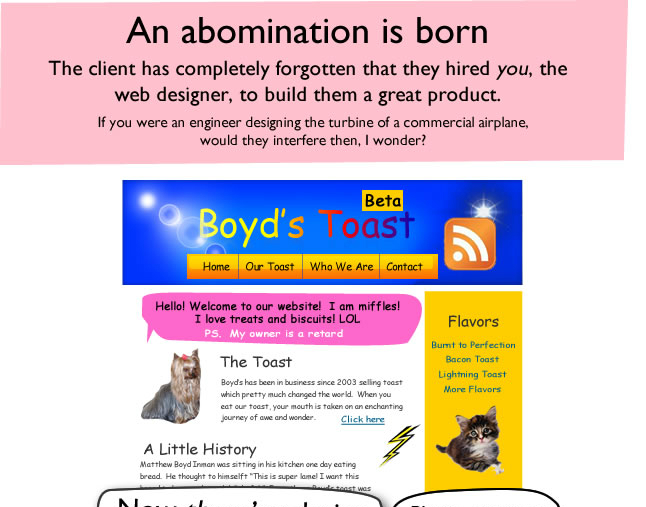 An abomination is born
The client has completely forgotten that they hired you, the
web designer, to build them a great product.
If you were an engineer designing the turbine of a commercial airplane,
would they interfere then, I wonder?
Beta
Boyd's Toast
Home Our Toast Who We Are Contact
Hello! Welcome to our website! I am miffles!
I love treats and biscuits! LOL
PS. My owner is a retard
The Toast
Boyd's has been in business since 2003 selling toast
which pretty much changed the world. When you
eat our toast, your mouth is taken on an enchanting
journey of awe and wonder.
Click here
A Little History
Matthew Boyd Inman was sitting in his kitchen one day eating
bread. He thought to himself "This is super lame! I want this
Flavors
Burnt to Perfection
Bacon Toast
Lightning Toast
More Flavors